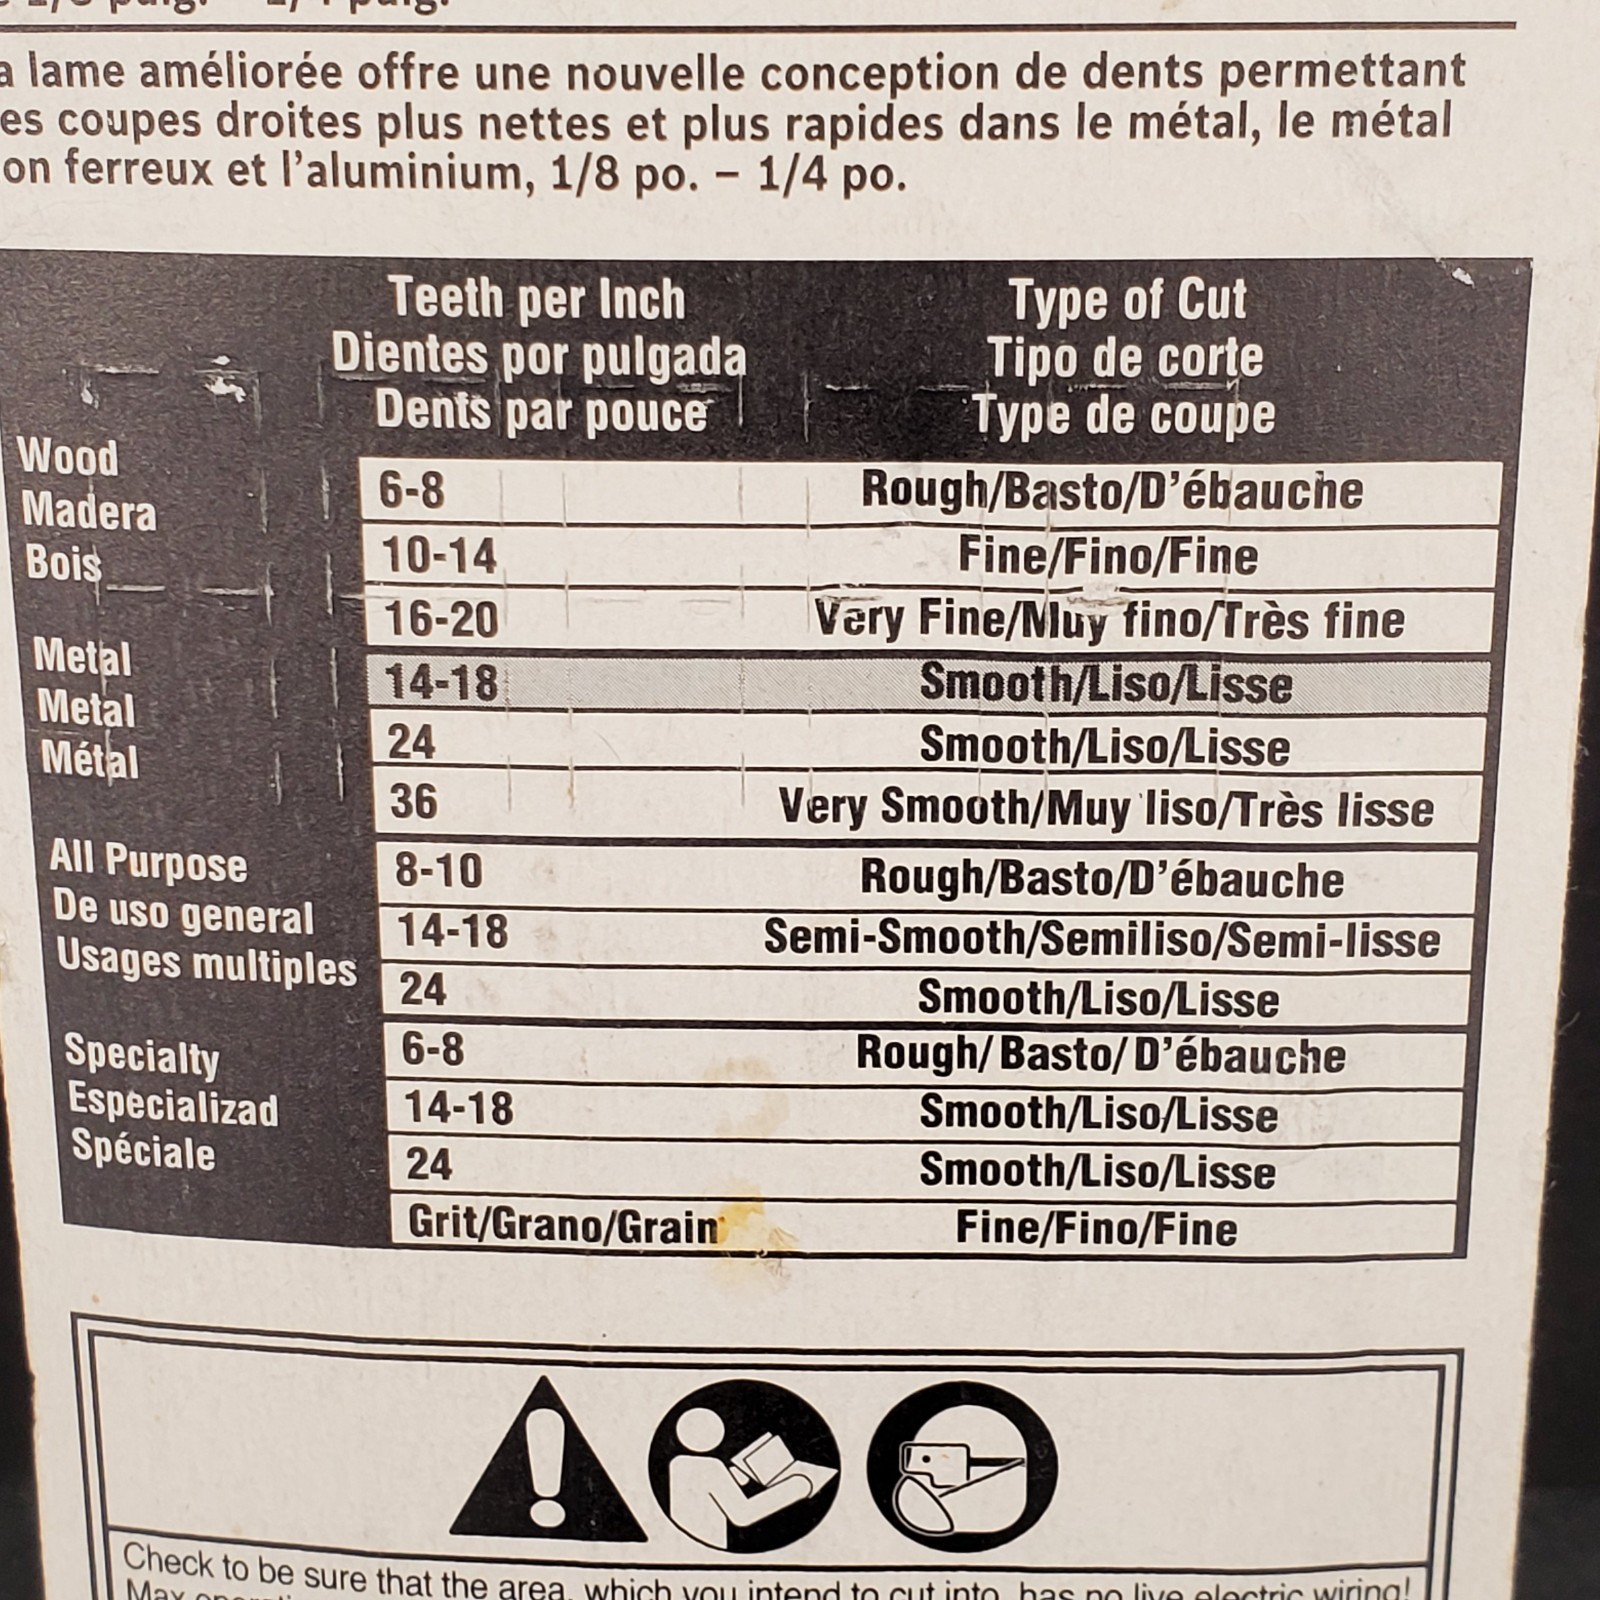 a lame améliorée offre une nouvelle conception de dents permettant
es coupes droites plus nettes et plus rapides dans le métal, le métal
on ferreux et l'aluminium, 1/8 po. – 1/4 po.
Teeth per Inch Type of Cut
Dientes por pulgada Tipo de corte
Dents par pouce Type de coupe
Wood
Madera
Bois
6-8 Rough/Basto/D'ébauche
10-14 Fine/Fino/Fine
16-20 Very Fine/Muy fino/Très fine
Metal
Metal
Métal
14-18 Smooth/Liso/Lisse
24 Smooth/Liso/Lisse
36 Very Smooth/Muy liso/Très lisse
All Purpose
De uso general
Usages multiples
8-10 Rough/Basto/D'ébauche
14-18 Semi-Smooth/Semiliso/Semi-lisse
24 Smooth/Liso/Lisse
Specialty
Especializad
Spéciale
6-8 Rough/ Basto/ D'ébauche
14-18 Smooth/Liso/Lisse
24 Smooth/Liso/Lisse
Grit/Grano/Grain Fine/Fino/Fine
Check to be sure that the area, which you intend to cut into, has no live electric wiring!